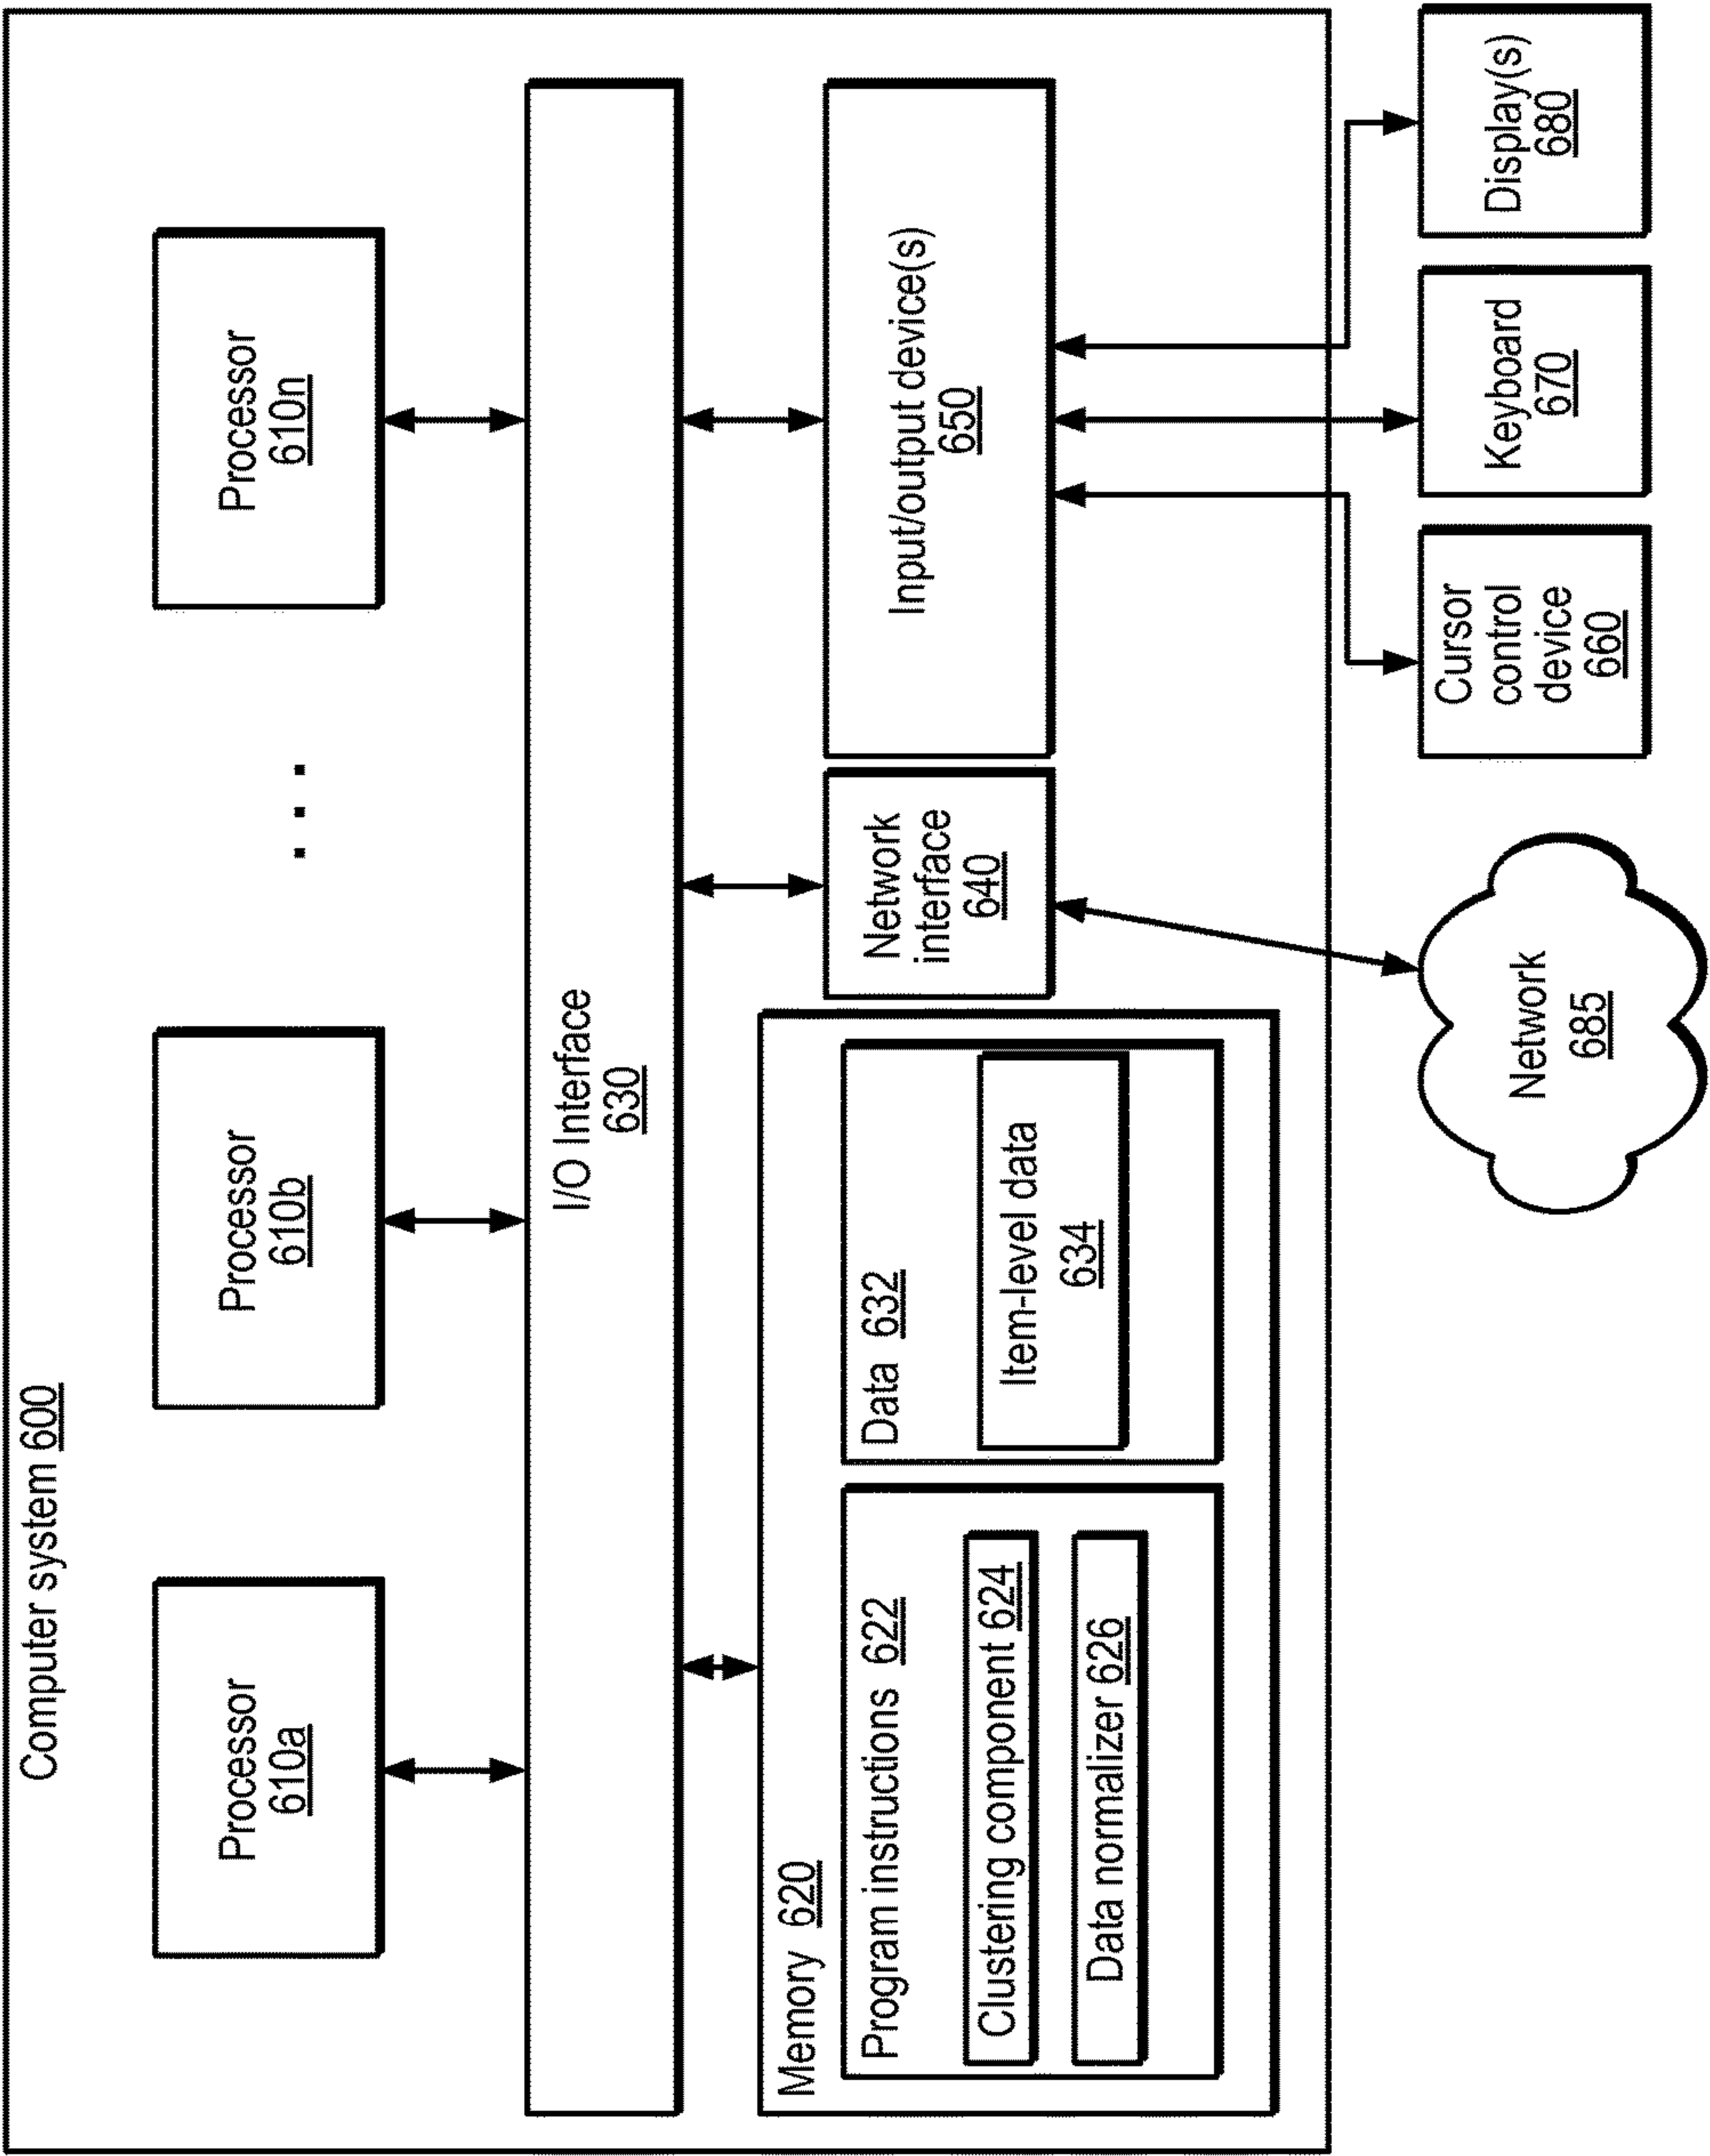 Computer system 600
Processor
610a
Processor
610b
. . .
Processor
610n
I/O Interface
630
Memory 620
Program instructions 622
Clustering component 624
Data normalizer 626
Data 632
Item-level data
634
Network
interface
640
Input/output device(s)
650
Network
685
Cursor
control
device
660
Keyboard
670
Display(s)
680